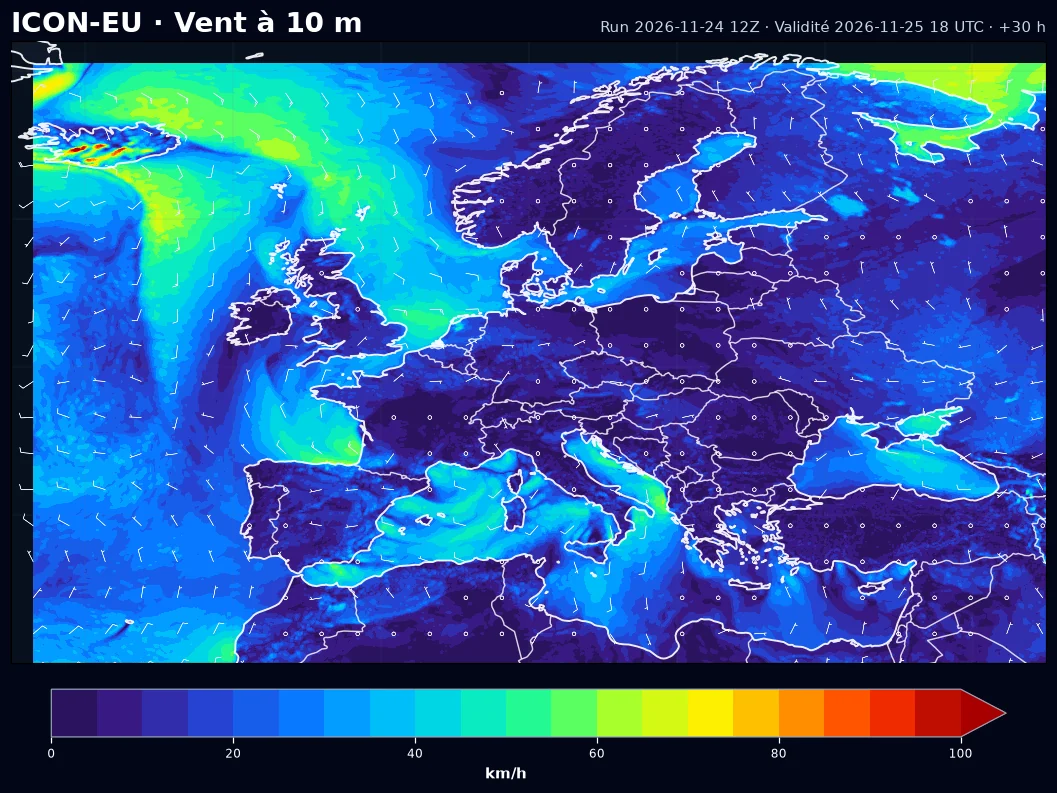 ICON-EU · Vent à 10 m
Run 2026-11-24 12Z · Validité 2026-11-25 18 UTC · +30 h
0 20 40 60 80 100
km/h